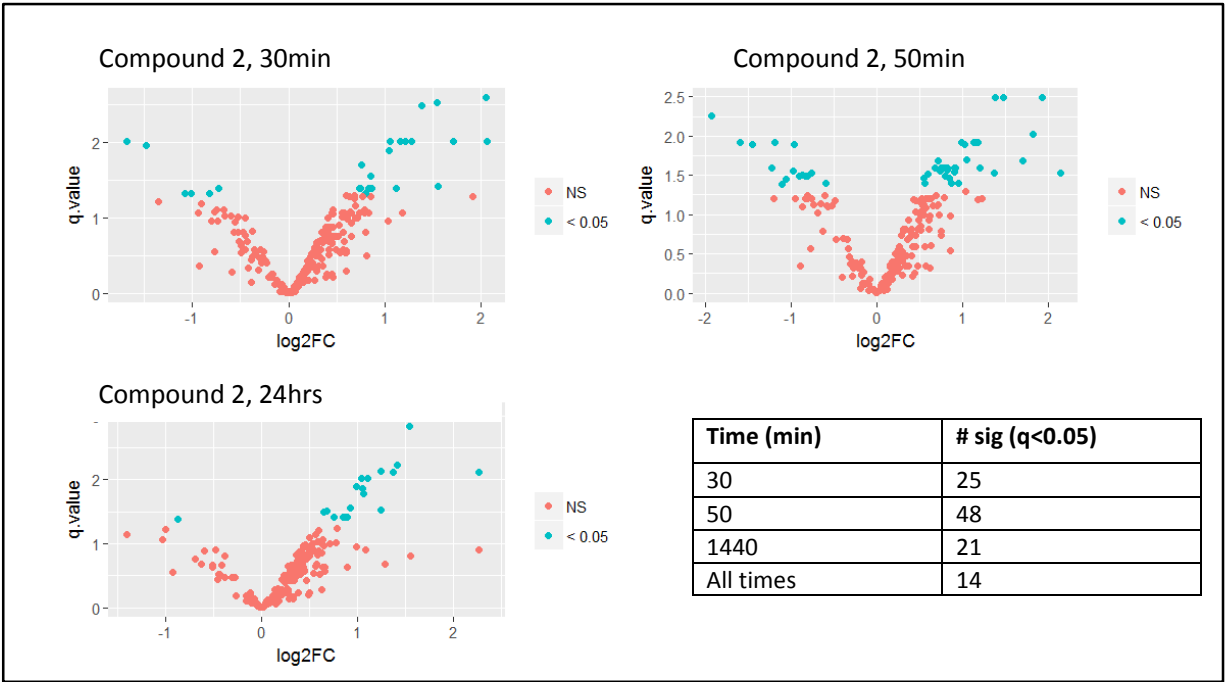 Compound 2, 30min
2
1
0
q.value
-1 0 1 2
log2FC
NS
< 0.05
Compound 2, 50min
2.5
2.0
1.5
1.0
0.5
0.0
q.value
-2 -1 0 1 2
log2FC
NS
< 0.05
Compound 2, 24hrs
2
1
0
q.value
-1 0 1 2
log2FC
NS
< 0.05
Time (min) # sig (q<0.05)
30 25
50 48
1440 21
All times 14